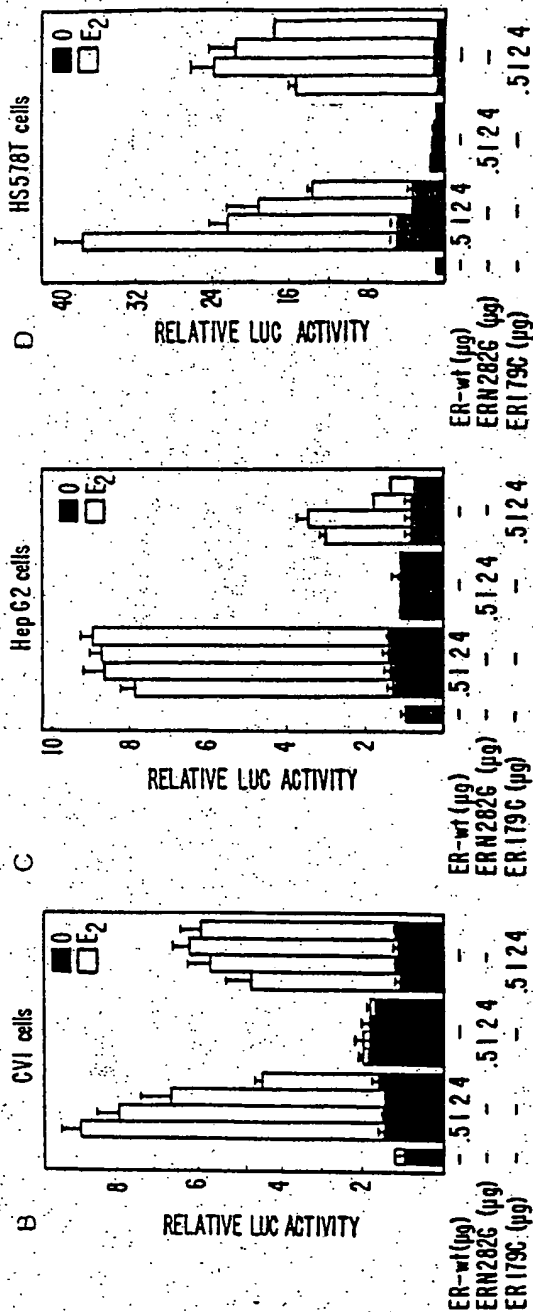 B
CVI cells
0
E2
RELATIVE LUC ACTIVITY
8
6
4
2
ER-wt(µg) - .5 1 2 4 - -
ERN282G (µg) - - .5 1 2 4 -
ER179C (µg) - - - .5 1 2 4
C
Hep G2 cells
0
E2
RELATIVE LUC ACTIVITY
10
8
6
4
2
ER-wt(µg) - .5 1 2 4 - -
ERN282G (µg) - - .5 1 2 4 -
ER179C (µg) - - - .5 1 2 4
D
HS578T cells
0
E2
RELATIVE LUC ACTIVITY
40
32
24
16
8
ER-wt(µg) - .5 1 2 4 - -
ERN282G (µg) - - .5 1 2 4 -
ER179C (µg) - - - .5 1 2 4